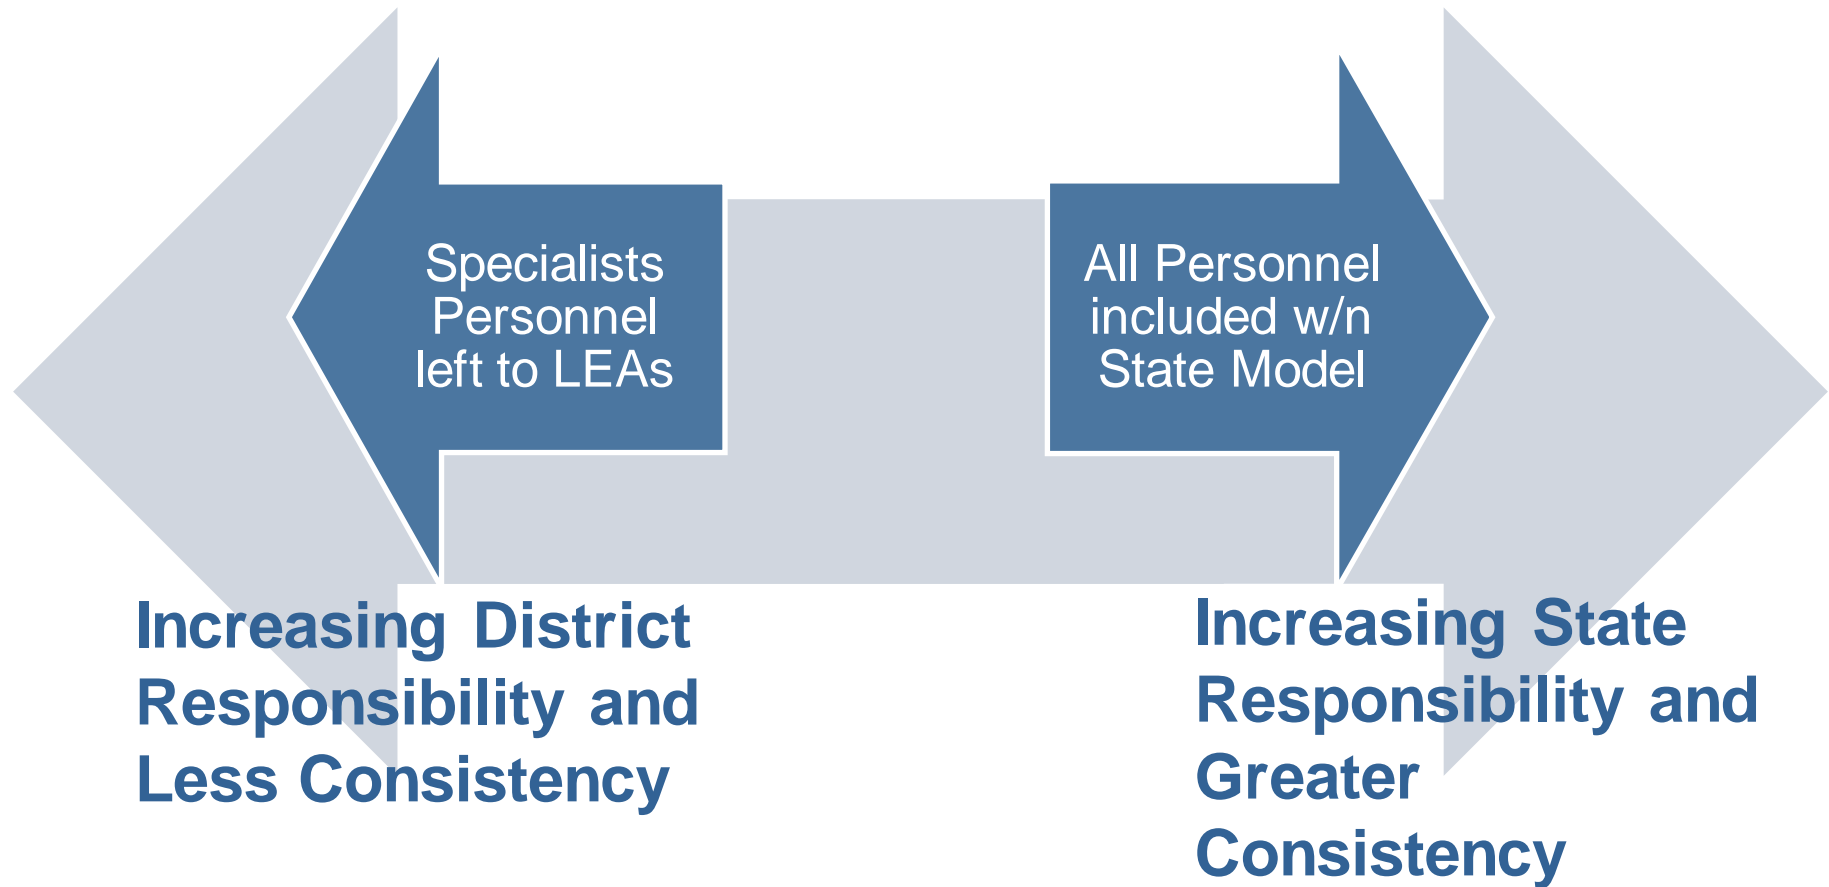 Specialists
Personnel
left to LEAs
All Personnel
included w/n
State Model
Increasing District
Responsibility and
Less Consistency
Increasing State
Responsibility and
Greater
Consistency